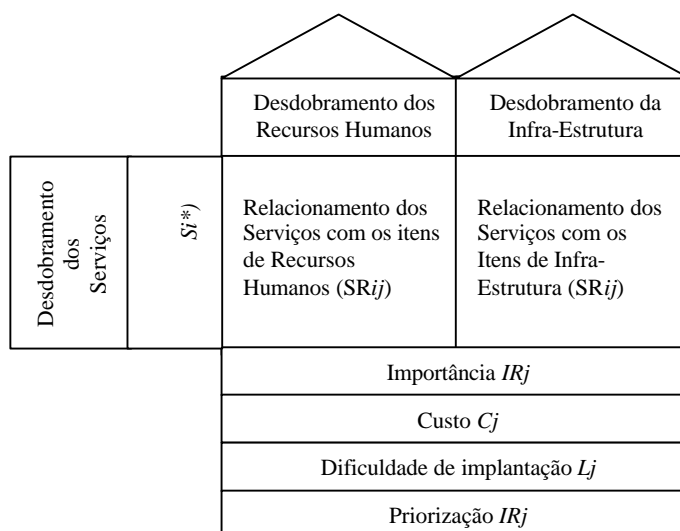 Desdobramento dos
Recursos Humanos
Desdobramento da
Infra-Estrutura
Desdobramento
dos
Serviços
Si*)
Relacionamento dos
Serviços com os itens
de Recursos
Humanos (SRij)
Relacionamento dos
Serviços com os
Itens de Infra-
Estrutura (SRij)
Importância IRj
Custo Cj
Dificuldade de implantação Lj
Priorização IRj